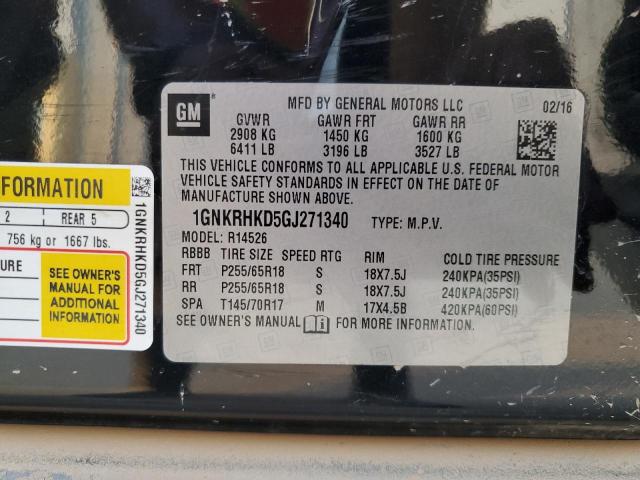 GM
MFD BY GENERAL MOTORS LLC
02/16
GVWR GAWR FRT GAWR RR
2908 KG 1450 KG 1600 KG
6411 LB 3196 LB 3527 LB
THIS VEHICLE CONFORMS TO ALL APPLICABLE U.S. FEDERAL MOTOR
VEHICLE SAFETY STANDARDS IN EFFECT ON THE DATE OF
MANUFACTURE SHOWN ABOVE.
1GNKRHKD5GJ271340 TYPE: M.P.V.
MODEL: R14526
RBBB TIRE SIZE SPEED RTG RIM COLD TIRE PRESSURE
FRT P255/65R18 S 18X7.5J 240KPA(35PSI)
RR P255/65R18 S 18X7.5J 240KPA(35PSI)
SPA T145/70R17 M 17X4.5B 420KPA(60PSI)
SEE OWNER'S MANUAL FOR MORE INFORMATION.
FORMATION
2 REAR 5
756 kg or 1667 lbs.
SEE OWNER'S
MANUAL FOR
ADDITIONAL
INFORMATION
1GNKRHKD5GJ271340